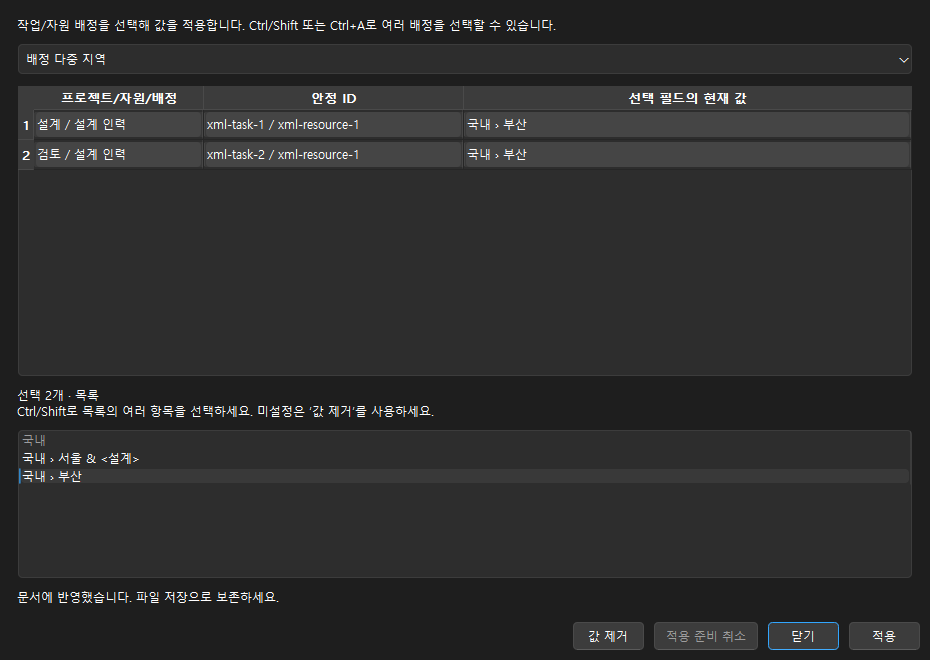 작업/자원 배정을 선택해 값을 적용합니다. Ctrl/Shift 또는 Ctrl+A로 여러 배정을 선택할 수 있습니다.
배정 다중 지역
프로젝트/자원/배정 안정 ID 선택 필드의 현재 값
1 설계 / 설계 인력 xml-task-1 / xml-resource-1 국내 › 부산
2 검토 / 설계 인력 xml-task-2 / xml-resource-1 국내 › 부산
선택 2개 · 목록
Ctrl/Shift로 목록의 여러 항목을 선택하세요. 미설정은 ‘값 제거’를 사용하세요.
국내
국내 › 서울 & <설계>
국내 › 부산
문서에 반영했습니다. 파일 저장으로 보존하세요.
값 제거 적용 준비 취소 닫기 적용